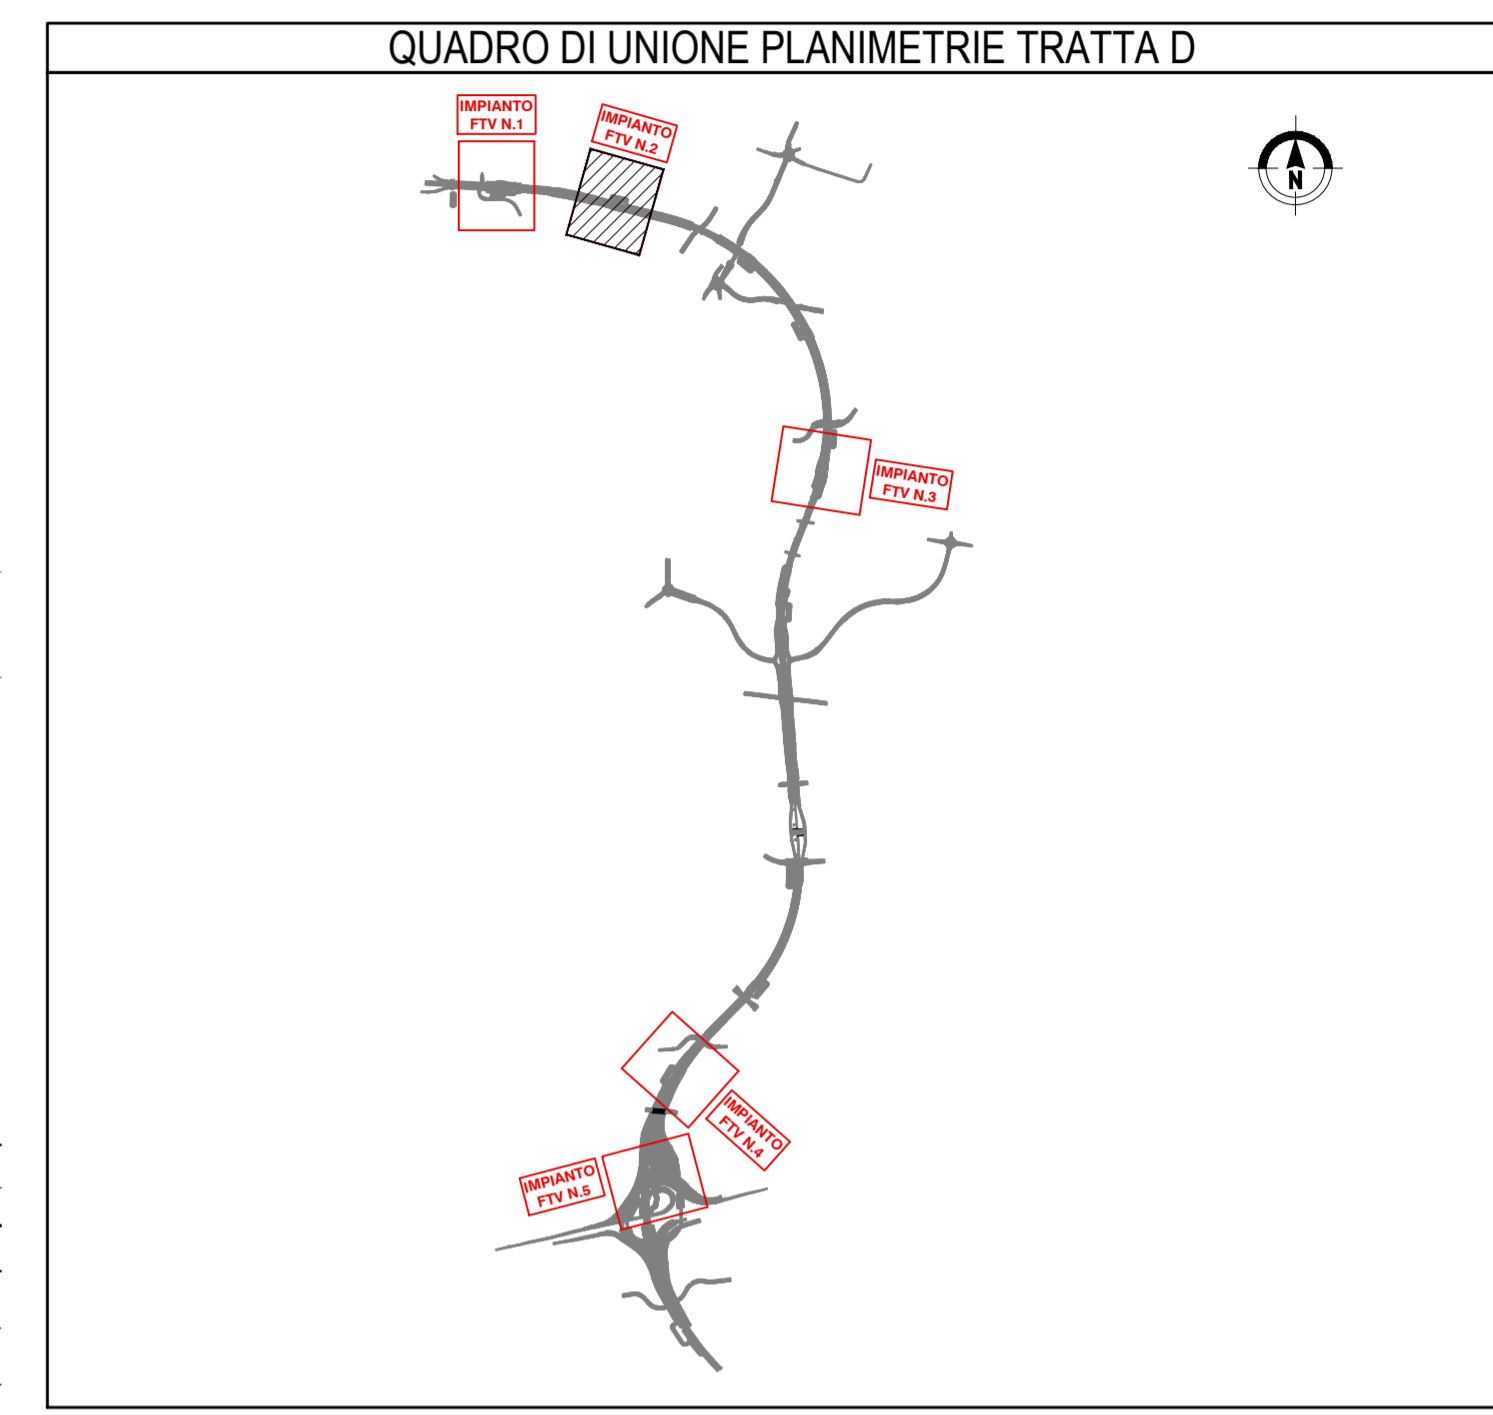 QUADRO DI UNIONE PLANIMETRIE TRATTA D
IMPIANTO
FTV N.1
IMPIANTO
FTV N.2
N
IMPIANTO
FTV N.3
IMPIANTO
FTV N.4
IMPIANTO
FTV N.5